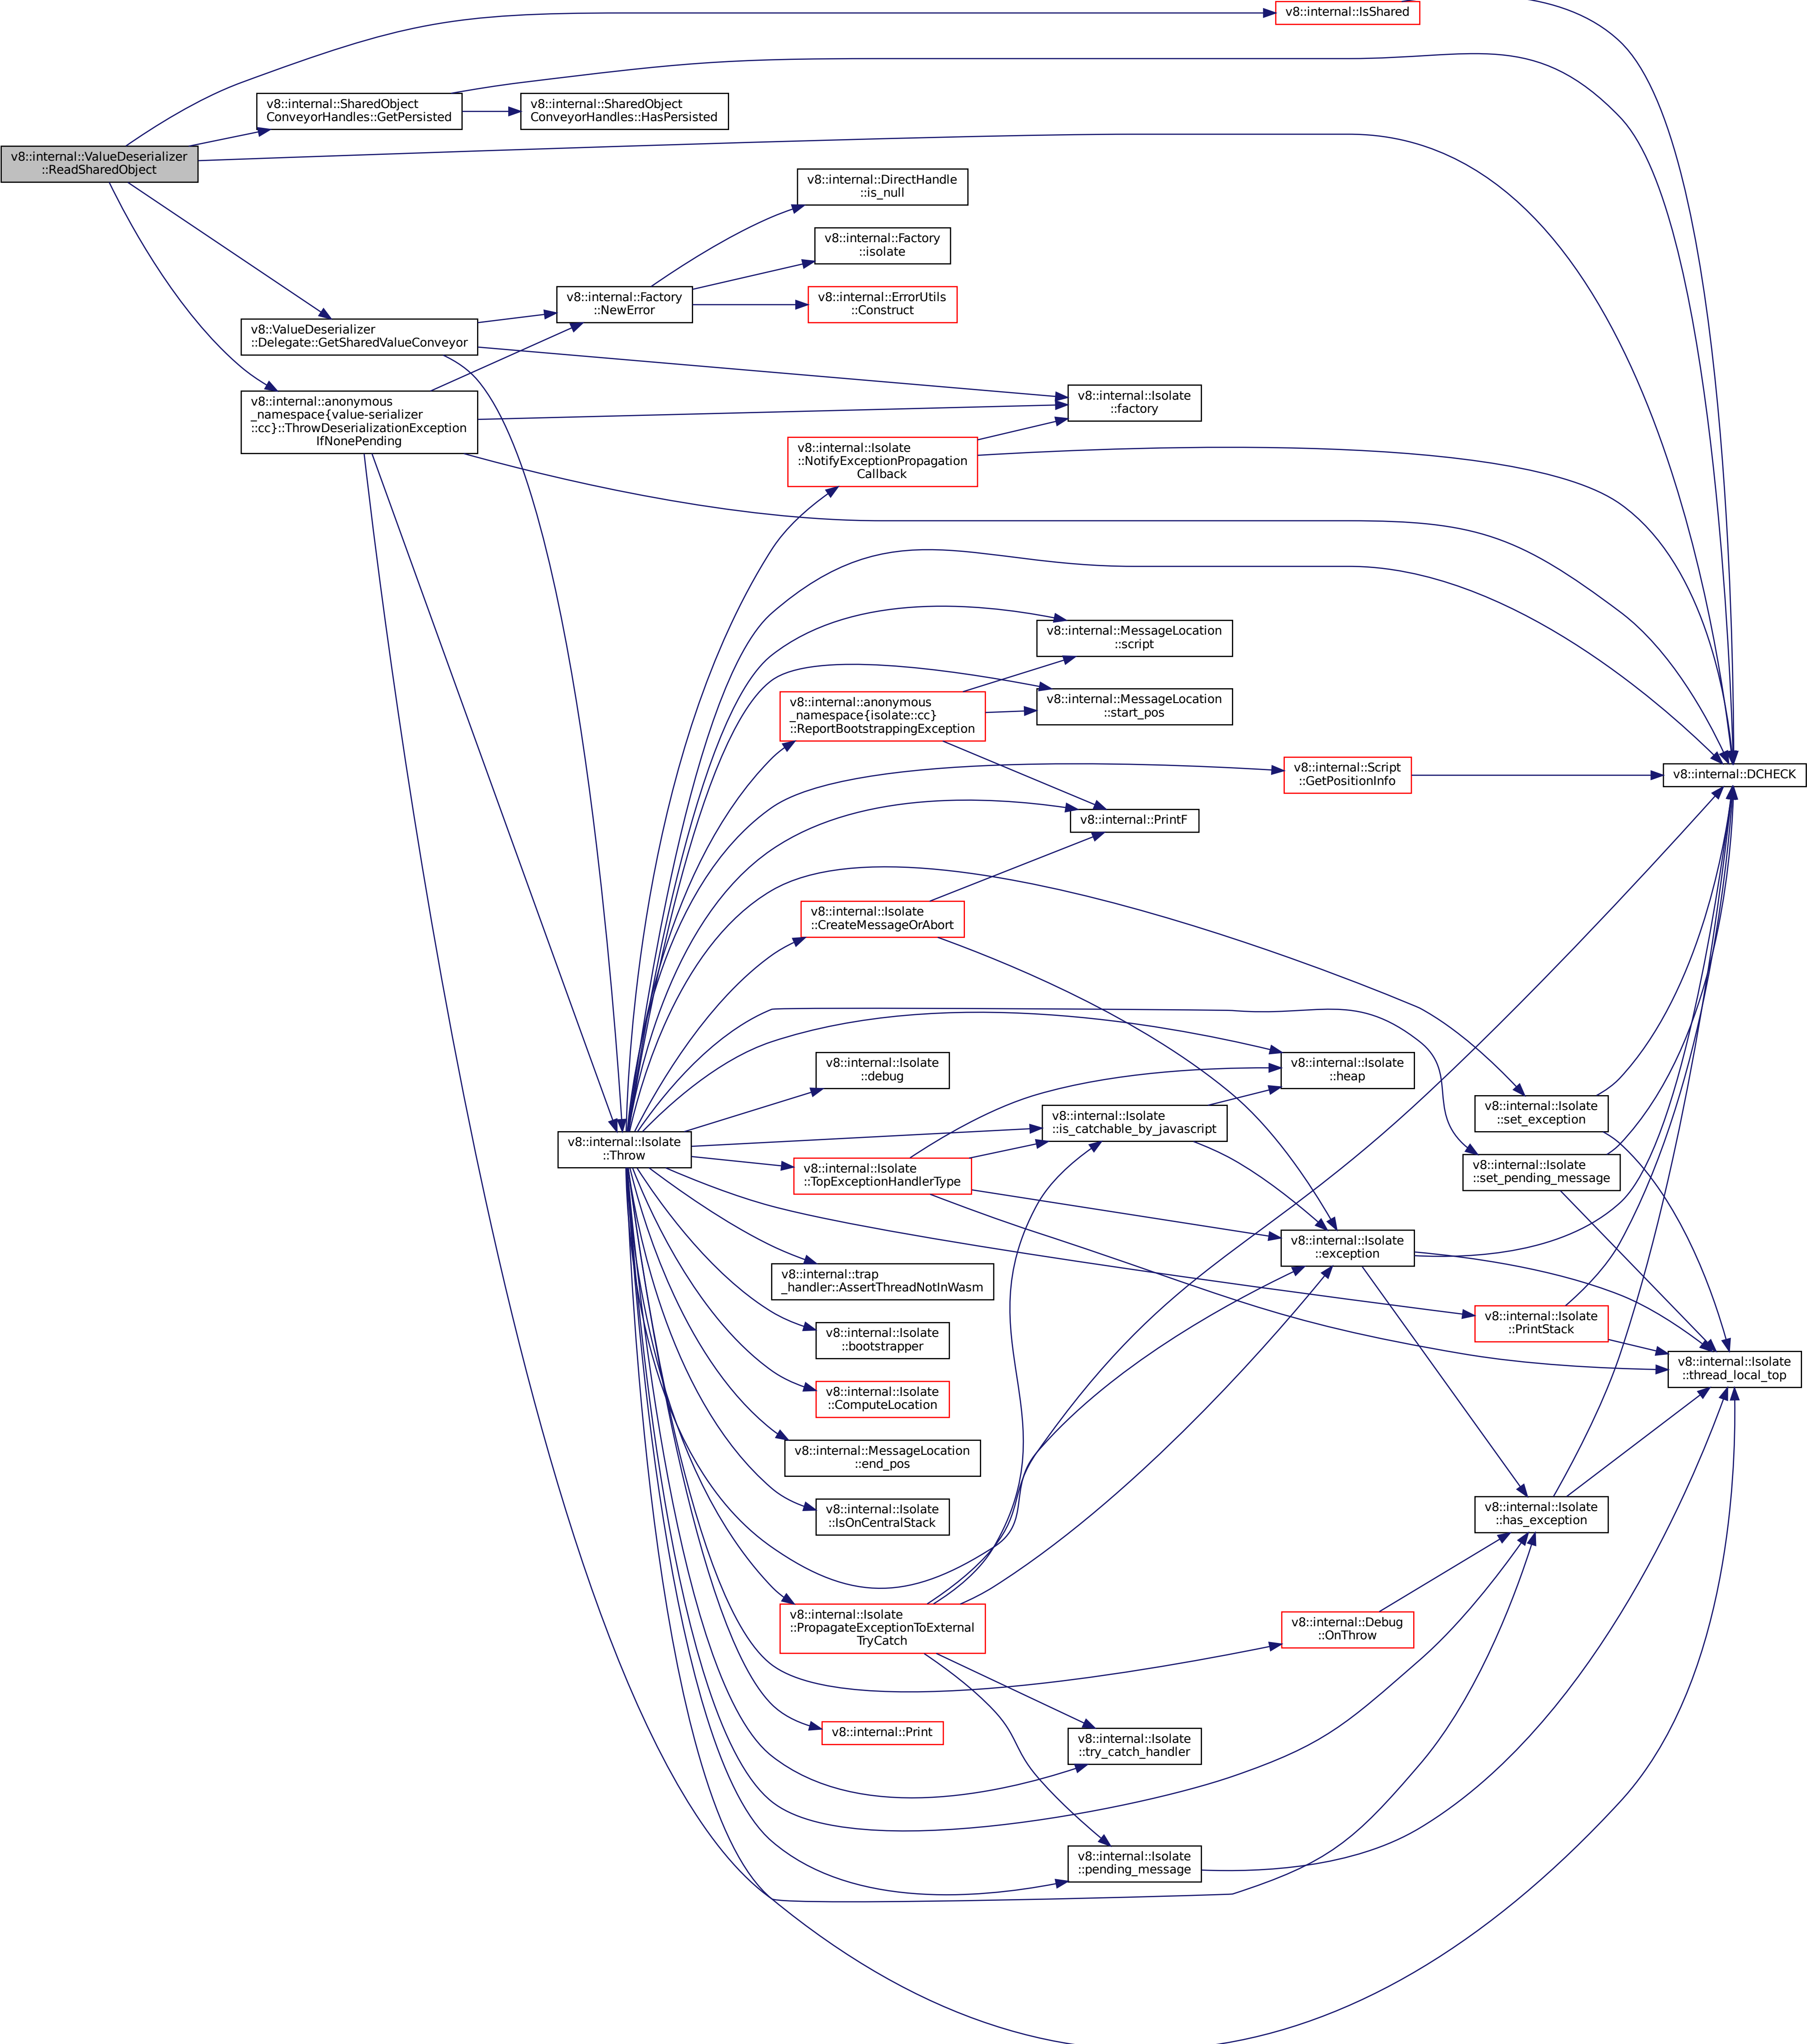 v8::internal::IsShared
v8::internal::SharedObject
ConveyorHandles::GetPersisted
v8::internal::SharedObject
ConveyorHandles::HasPersisted
v8::internal::ValueDeserializer
::ReadSharedObject
v8::internal::DirectHandle
::is_null
v8::internal::Factory
::isolate
v8::internal::Factory
::NewError
v8::internal::ErrorUtils
::Construct
v8::ValueDeserializer
::Delegate::GetSharedValueConveyor
v8::internal::anonymous
_namespace{value-serializer
::cc}::ThrowDeserializationException
IfNonePending
v8::internal::Isolate
::factory
v8::internal::Isolate
::NotifyExceptionPropagation
Callback
v8::internal::MessageLocation
::script
v8::internal::anonymous
_namespace{isolate::cc}
::ReportBootstrappingException
v8::internal::MessageLocation
::start_pos
v8::internal::Script
::GetPositionInfo
v8::internal::DCHECK
v8::internal::PrintF
v8::internal::Isolate
::CreateMessageOrAbort
v8::internal::Isolate
::debug
v8::internal::Isolate
::heap
v8::internal::Isolate
::is_catchable_by_javascript
v8::internal::Isolate
::set_exception
v8::internal::Isolate
::Throw
v8::internal::Isolate
::TopExceptionHandlerType
v8::internal::Isolate
::set_pending_message
v8::internal::Isolate
::exception
v8::internal::trap
_handler::AssertThreadNotInWasm
v8::internal::Isolate
::PrintStack
v8::internal::Isolate
::bootstrapper
v8::internal::Isolate
::thread_local_top
v8::internal::Isolate
::ComputeLocation
v8::internal::MessageLocation
::end_pos
v8::internal::Isolate
::IsOnCentralStack
v8::internal::Isolate
::has_exception
v8::internal::Isolate
::PropagateExceptionToExternal
TryCatch
v8::internal::Debug
::OnThrow
v8::internal::Print
v8::internal::Isolate
::try_catch_handler
v8::internal::Isolate
::pending_message